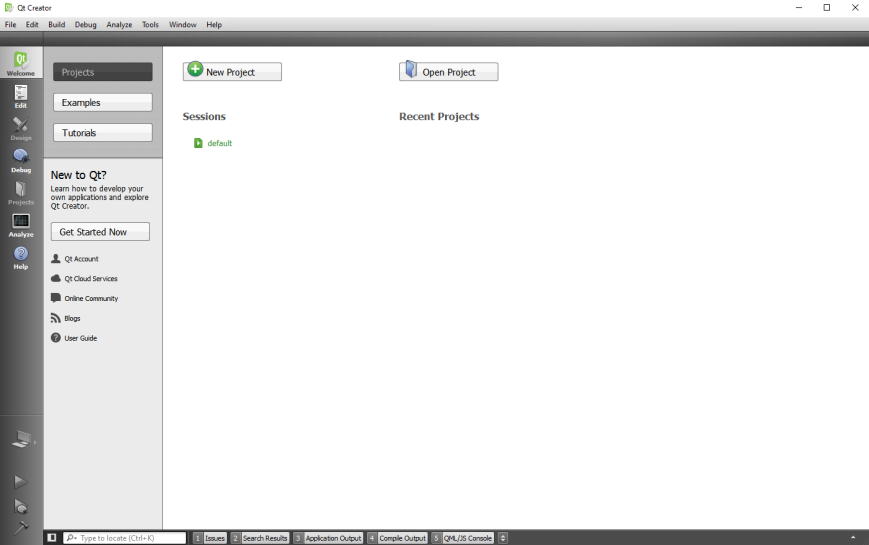 Qt Creator
File Edit Build Debug Analyze Tools Window Help
Qt
Welcome
Edit
Design
Debug
Projects
Analyze
Help
Projects
Examples
Tutorials
New to Qt?
Learn how to develop your
own applications and explore
Qt Creator.
Get Started Now
Qt Account
Qt Cloud Services
Online Community
Blogs
User Guide
New Project
Open Project
Sessions
Recent Projects
default
Type to locate (Ctrl+K)
1 Issues 2 Search Results 3 Application Output 4 Compile Output 5 QML/JS Console